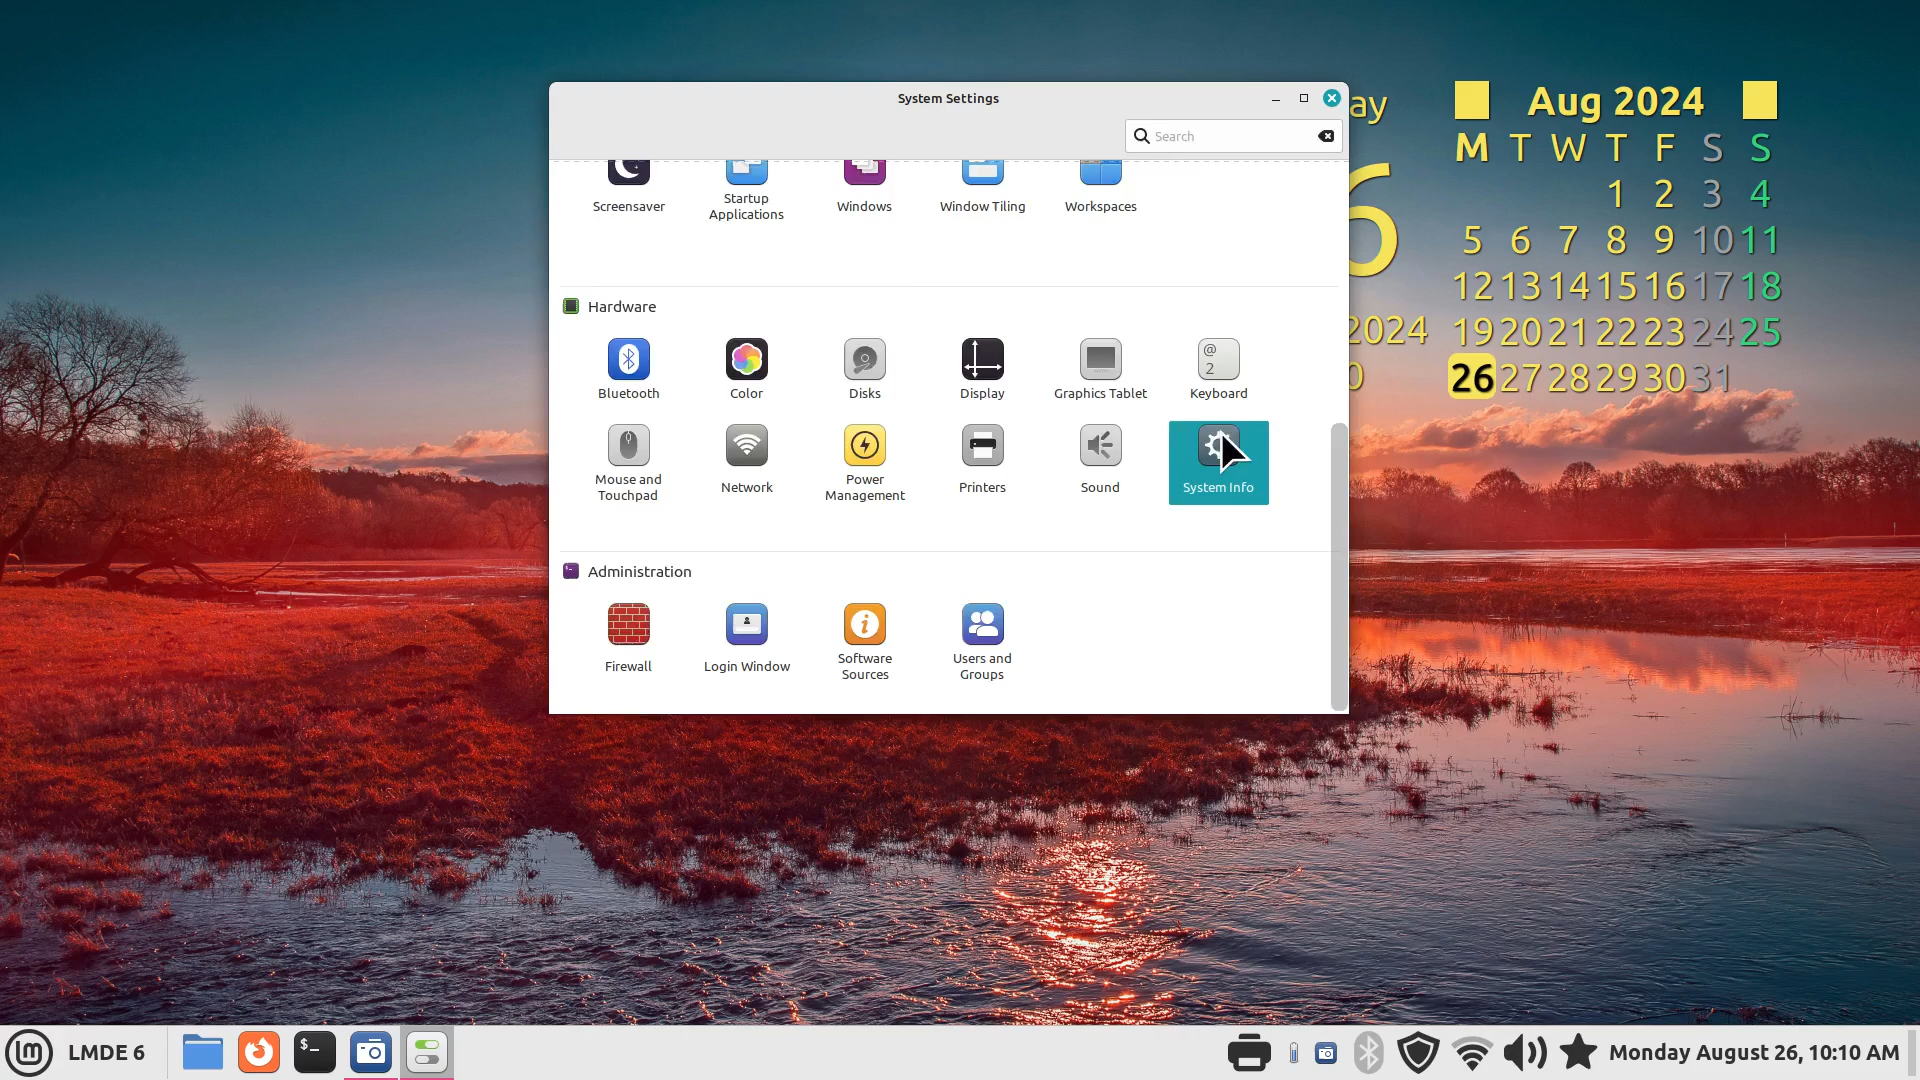 System Settings
Search
Screensaver
Startup
Applications
Windows
Window Tiling
Workspaces
Hardware
Bluetooth
Color
Disks
Display
Graphics Tablet
@
2
Keyboard
Mouse and
Touchpad
Network
Power
Management
Printers
Sound
System Info
Administration
Firewall
Login Window
Software
Sources
Users and
Groups
ay
6
2024
0
Aug 2024
M T W T F S S
1 2 3 4
5 6 7 8 9 10 11
12 13 14 15 16 17 18
19 20 21 22 23 24 25
26 27 28 29 30 31
LMDE 6
$_
Monday August 26, 10:10 AM